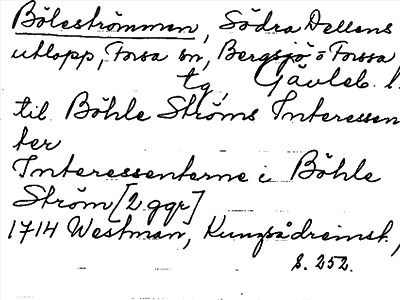 Böleströmmen, Södra Dellens
utlopp, Forsa sn, Bergsjö o Forssa
tg, Gävleb. l.
til Böhle Ströms Interessen
ter
Interessenterne i Böhle
Ström [2 ggr]
1714 Westman, Kungsådreinst.,
s. 252.